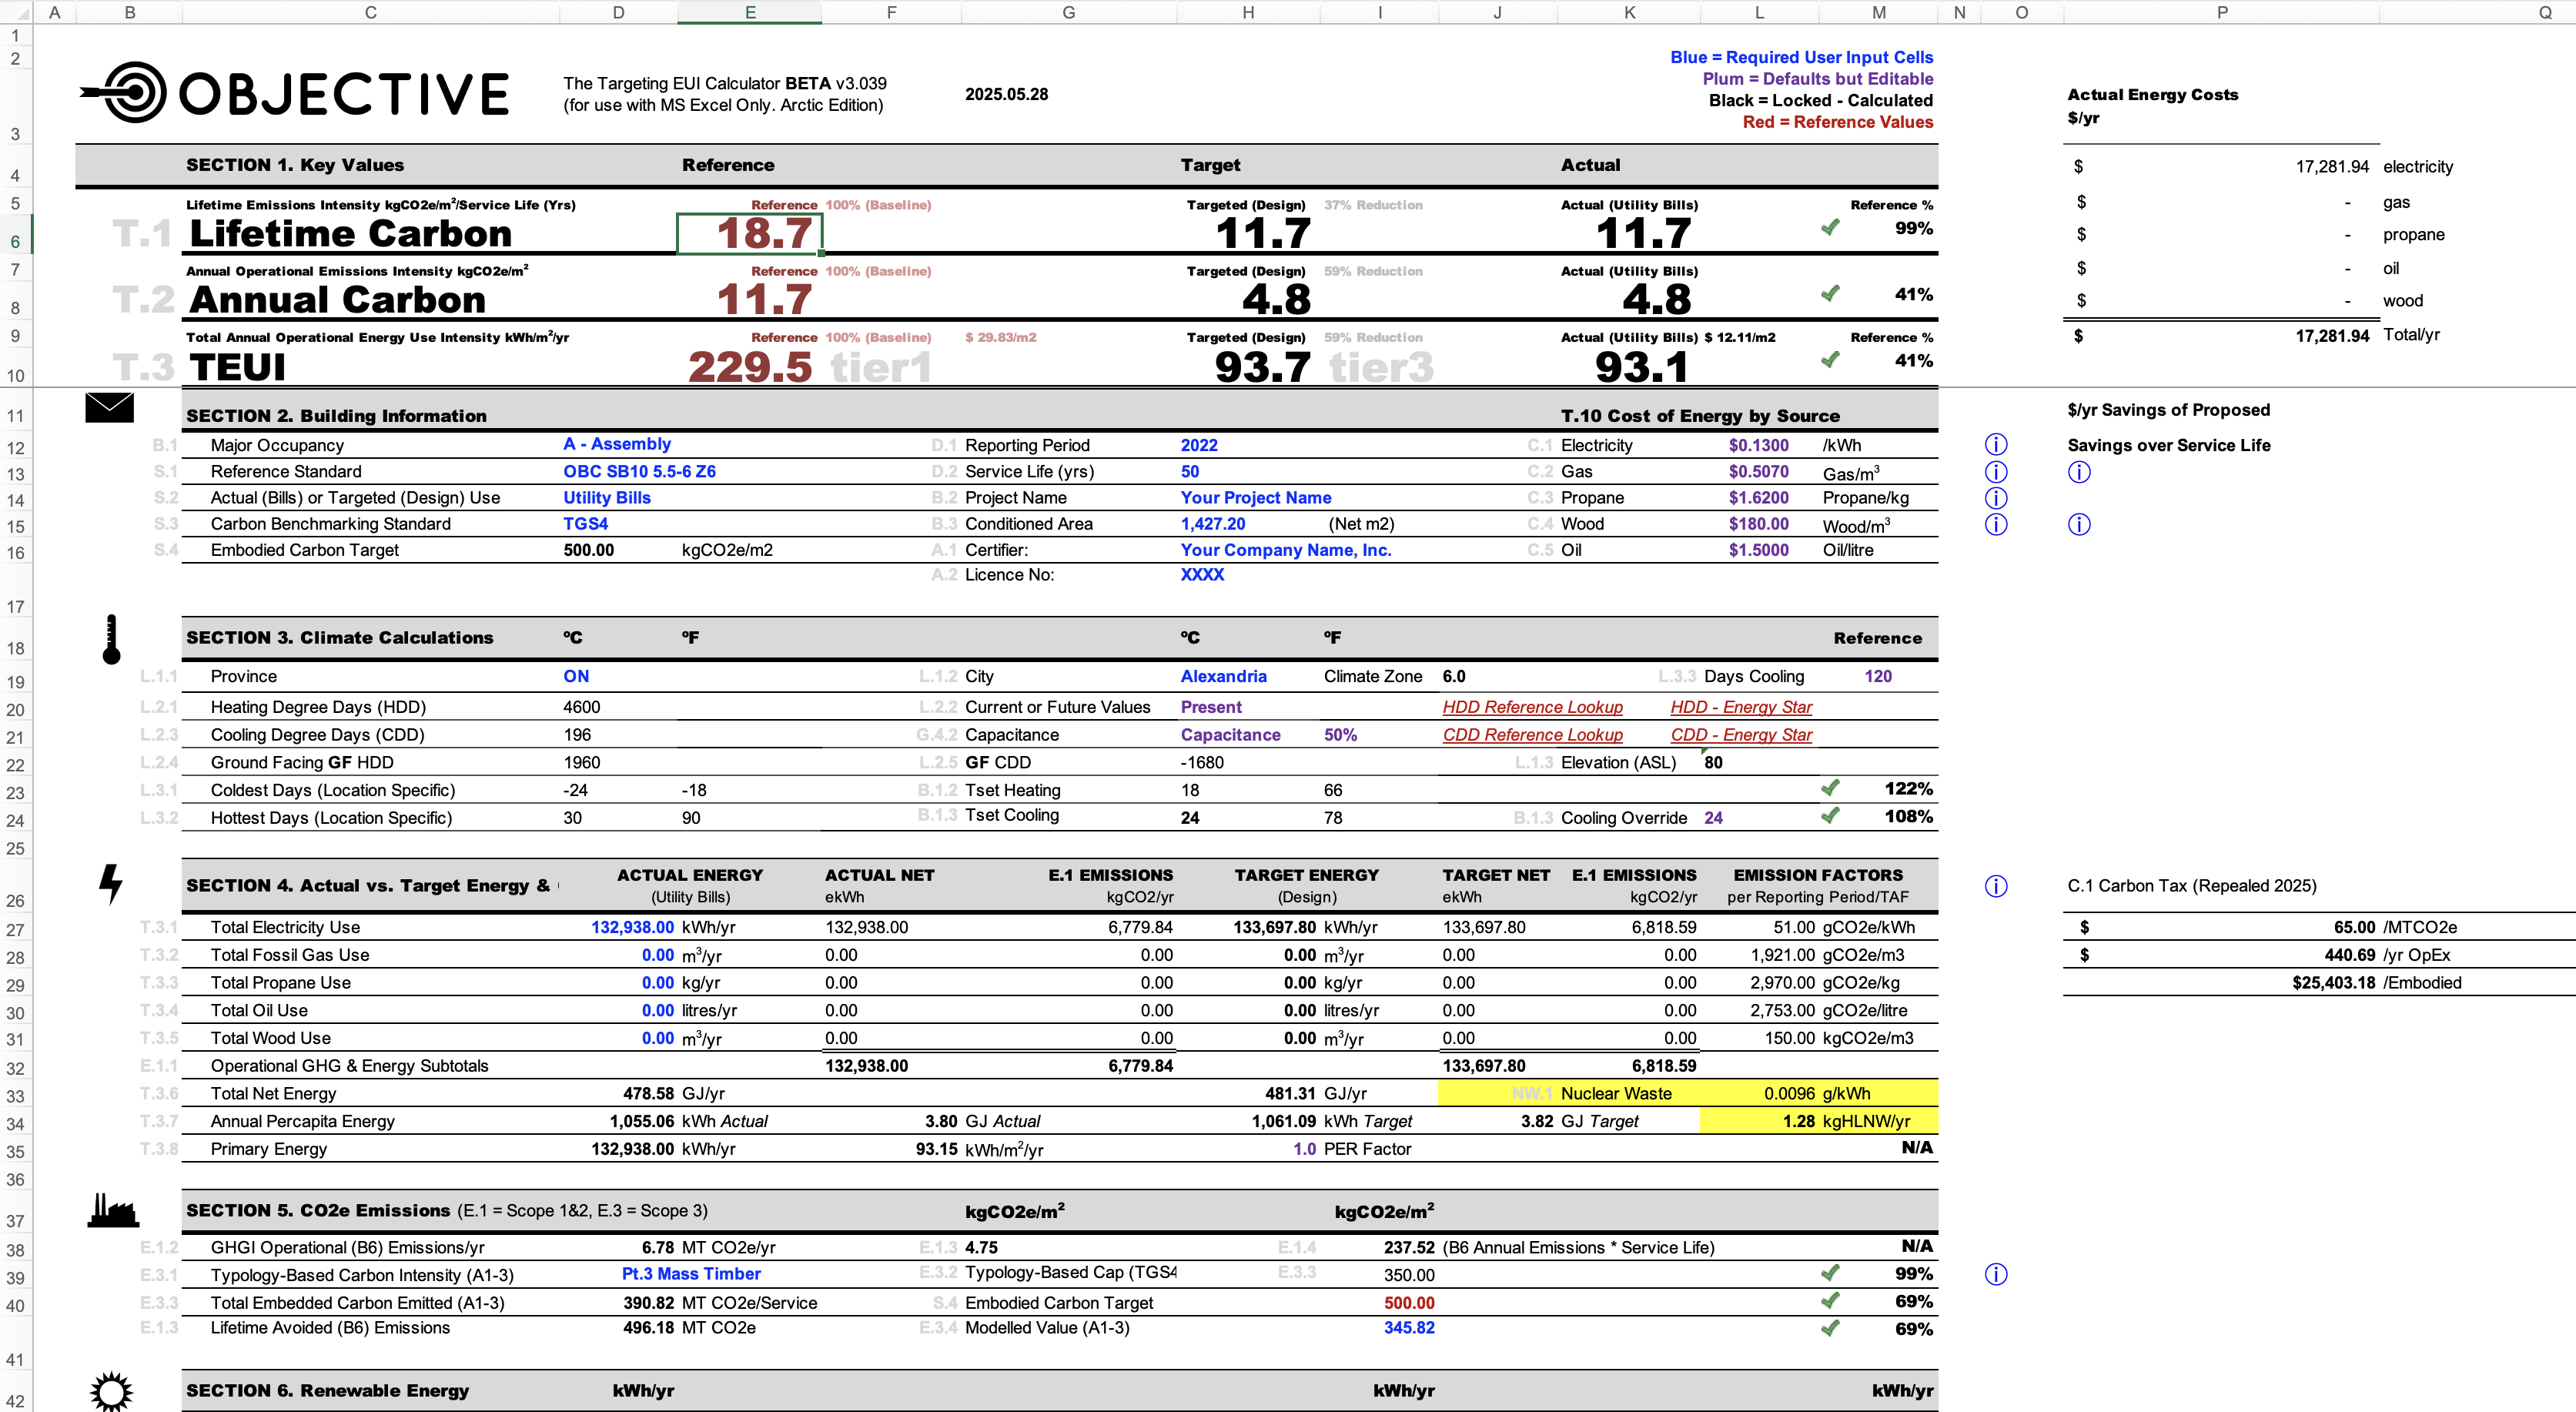 A B C D E F G H I J K L M N O P Q
1
2 Blue = Required User Input Cells
OBJECTIVE The Targeting EUI Calculator BETA v3.039 Plum = Defaults but Editable
(for use with MS Excel Only. Arctic Edition) 2025.05.28 Black = Locked - Calculated Actual Energy Costs
3 Red = Reference Values $/yr
4 SECTION 1. Key Values Reference Target Actual $ 17,281.94 electricity
5 Lifetime Emissions Intensity kgCO2e/m²/Service Life (Yrs) Reference 100% (Baseline) Targeted (Design) 37% Reduction Actual (Utility Bills) Reference % $ - gas
6 T.1 Lifetime Carbon 18.7 11.7 11.7 ✔ 99% $ - propane
7 Annual Operational Emissions Intensity kgCO2e/m² Reference 100% (Baseline) Targeted (Design) 59% Reduction Actual (Utility Bills) $ - oil
8 T.2 Annual Carbon 11.7 4.8 4.8 ✔ 41% $ - wood
9 Total Annual Operational Energy Use Intensity kWh/m²/yr Reference 100% (Baseline) $ 29.83/m2 Targeted (Design) 59% Reduction Actual (Utility Bills) $ 12.11/m2 Reference % $ 17,281.94 Total/yr
10 T.3 TEUI 229.5 tier1 93.7 tier3 93.1 ✔ 41%
11 SECTION 2. Building Information T.10 Cost of Energy by Source $/yr Savings of Proposed
12 B.1 Major Occupancy A - Assembly D.1 Reporting Period 2022 C.1 Electricity $0.1300 /kWh ⓘ Savings over Service Life
13 S.1 Reference Standard OBC SB10 5.5-6 Z6 D.2 Service Life (yrs) 50 C.2 Gas $0.5070 Gas/m³ ⓘ ⓘ
14 S.2 Actual (Bills) or Targeted (Design) Use Utility Bills B.2 Project Name Your Project Name C.3 Propane $1.6200 Propane/kg ⓘ
15 S.3 Carbon Benchmarking Standard TGS4 B.3 Conditioned Area 1,427.20 (Net m2) C.4 Wood $180.00 Wood/m³ ⓘ ⓘ
16 S.4 Embodied Carbon Target 500.00 kgCO2e/m2 A.1 Certifier: Your Company Name, Inc. C.5 Oil $1.5000 Oil/litre
17 A.2 Licence No: XXXX
18 SECTION 3. Climate Calculations ºC ºF ºC ºF Reference
19 L.1.1 Province ON L.1.2 City Alexandria Climate Zone 6.0 L.3.3 Days Cooling 120
20 L.2.1 Heating Degree Days (HDD) 4600 L.2.2 Current or Future Values Present HDD Reference Lookup HDD - Energy Star
21 L.2.3 Cooling Degree Days (CDD) 196 G.4.2 Capacitance Capacitance 50% CDD Reference Lookup CDD - Energy Star
22 L.2.4 Ground Facing GF HDD 1960 L.2.5 GF CDD -1680 L.1.3 Elevation (ASL) 80
23 L.3.1 Coldest Days (Location Specific) -24 -18 B.1.2 Tset Heating 18 66 ✔ 122%
24 L.3.2 Hottest Days (Location Specific) 30 90 B.1.3 Tset Cooling 24 78 B.1.3 Cooling Override 24 ✔ 108%
25
26 SECTION 4. Actual vs. Target Energy & ACTUAL ENERGY ACTUAL NET E.1 EMISSIONS TARGET ENERGY TARGET NET E.1 EMISSIONS EMISSION FACTORS ⓘ C.1 Carbon Tax (Repealed 2025)
(Utility Bills) ekWh kgCO2/yr (Design) ekWh kgCO2/yr per Reporting Period/TAF
27 T.3.1 Total Electricity Use 132,938.00 kWh/yr 132,938.00 6,779.84 133,697.80 kWh/yr 133,697.80 6,818.59 51.00 gCO2e/kWh $ 65.00 /MTCO2e
28 T.3.2 Total Fossil Gas Use 0.00 m³/yr 0.00 0.00 0.00 m³/yr 0.00 0.00 1,921.00 gCO2e/m3 $ 440.69 /yr OpEx
29 T.3.3 Total Propane Use 0.00 kg/yr 0.00 0.00 0.00 kg/yr 0.00 0.00 2,970.00 gCO2e/kg $25,403.18 /Embodied
30 T.3.4 Total Oil Use 0.00 litres/yr 0.00 0.00 0.00 litres/yr 0.00 0.00 2,753.00 gCO2e/litre
31 T.3.5 Total Wood Use 0.00 m³/yr 0.00 0.00 0.00 m³/yr 0.00 0.00 150.00 kgCO2e/m3
32 E.1.1 Operational GHG & Energy Subtotals 132,938.00 6,779.84 133,697.80 6,818.59
33 T.3.6 Total Net Energy 478.58 GJ/yr 481.31 GJ/yr NW.1 Nuclear Waste 0.0096 g/kWh
34 T.3.7 Annual Percapita Energy 1,055.06 kWh Actual 3.80 GJ Actual 1,061.09 kWh Target 3.82 GJ Target 1.28 kgHLNW/yr
35 T.3.8 Primary Energy 132,938.00 kWh/yr 93.15 kWh/m²/yr 1.0 PER Factor N/A
36
37 SECTION 5. CO2e Emissions (E.1 = Scope 1&2, E.3 = Scope 3) kgCO2e/m² kgCO2e/m²
38 E.1.2 GHGI Operational (B6) Emissions/yr 6.78 MT CO2e/yr E.1.3 4.75 E.1.4 237.52 (B6 Annual Emissions * Service Life) N/A
39 E.3.1 Typology-Based Carbon Intensity (A1-3) Pt.3 Mass Timber E.3.2 Typology-Based Cap (TGS4 E.3.3 350.00 ✔ 99% ⓘ
40 E.3.3 Total Embedded Carbon Emitted (A1-3) 390.82 MT CO2e/Service S.4 Embodied Carbon Target 500.00 ✔ 69%
41 E.1.3 Lifetime Avoided (B6) Emissions 496.18 MT CO2e E.3.4 Modelled Value (A1-3) 345.82 ✔ 69%
42 SECTION 6. Renewable Energy kWh/yr kWh/yr kWh/yr